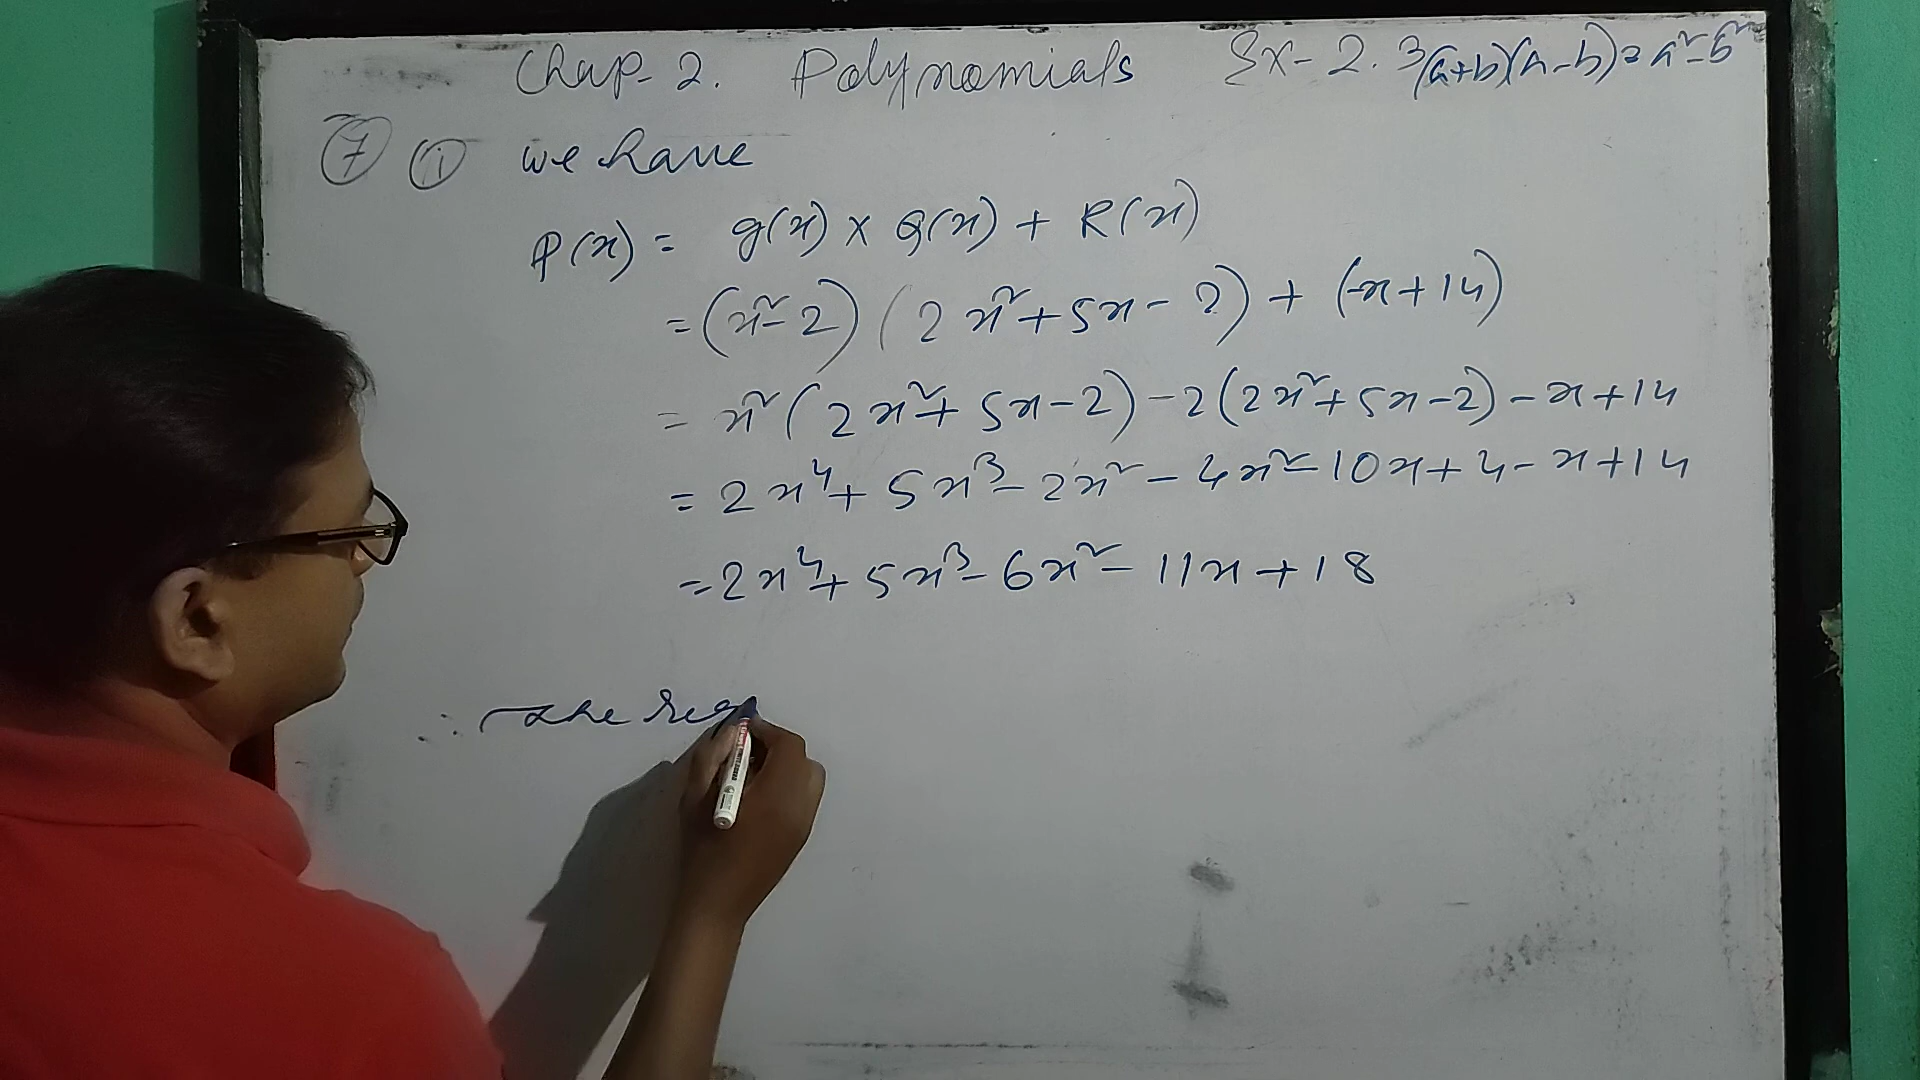 Chap-2. Polynomials Ex-2.3 (a+b)(a-b)=a²-b²
⑦ (i) we have
P(x) = g(x) × Q(x) + R(x)
= (x²-2) (2x²+5x-2) + (-x+14)
= x²(2x²+5x-2)-2(2x²+5x-2)-x+14
= 2x⁴+5x³-2x²-4x²-10x+4-x+14
=2x⁴+5x³-6x²-11x+18
∴ The req